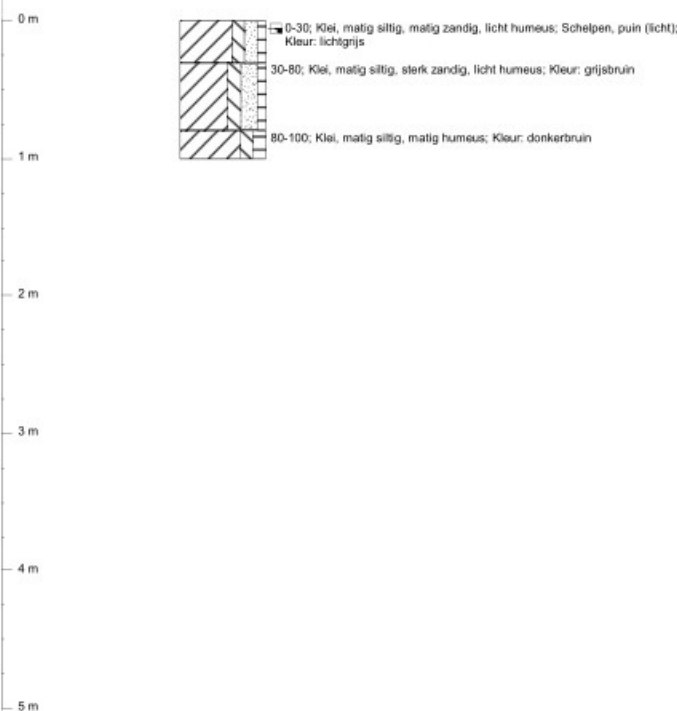 0 m
0-30; Klei, matig siltig, matig zandig, licht humeus; Schelpen, puin (licht);
Kleur: lichtgrijs
30-80; Klei, matig siltig, sterk zandig, licht humeus; Kleur: grijsbruin
80-100; Klei, matig siltig, matig humeus; Kleur: donkerbruin
1 m
2 m
3 m
4 m
5 m